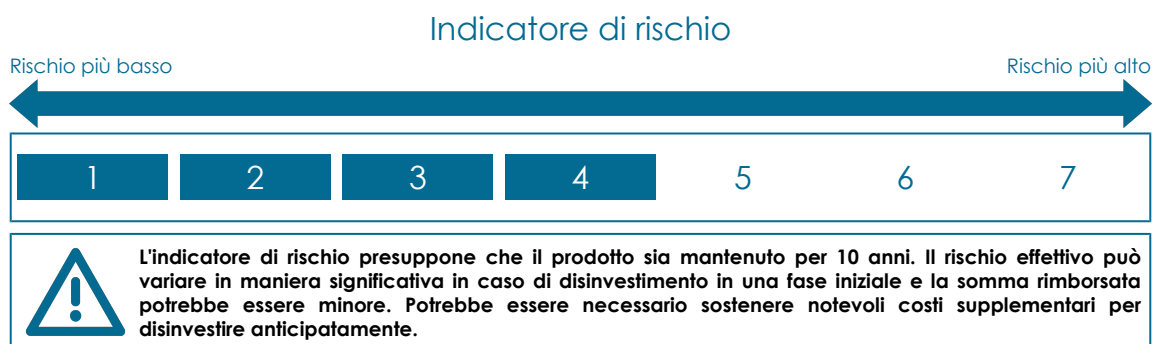 Indicatore di rischio
Rischio più basso
Rischio più alto
1 2 3 4 5 6 7
L'indicatore di rischio presuppone che il prodotto sia mantenuto per 10 anni. Il rischio effettivo può
variare in maniera significativa in caso di disinvestimento in una fase iniziale e la somma rimborsata
potrebbe essere minore. Potrebbe essere necessario sostenere notevoli costi supplementari per
disinvestire anticipatamente.